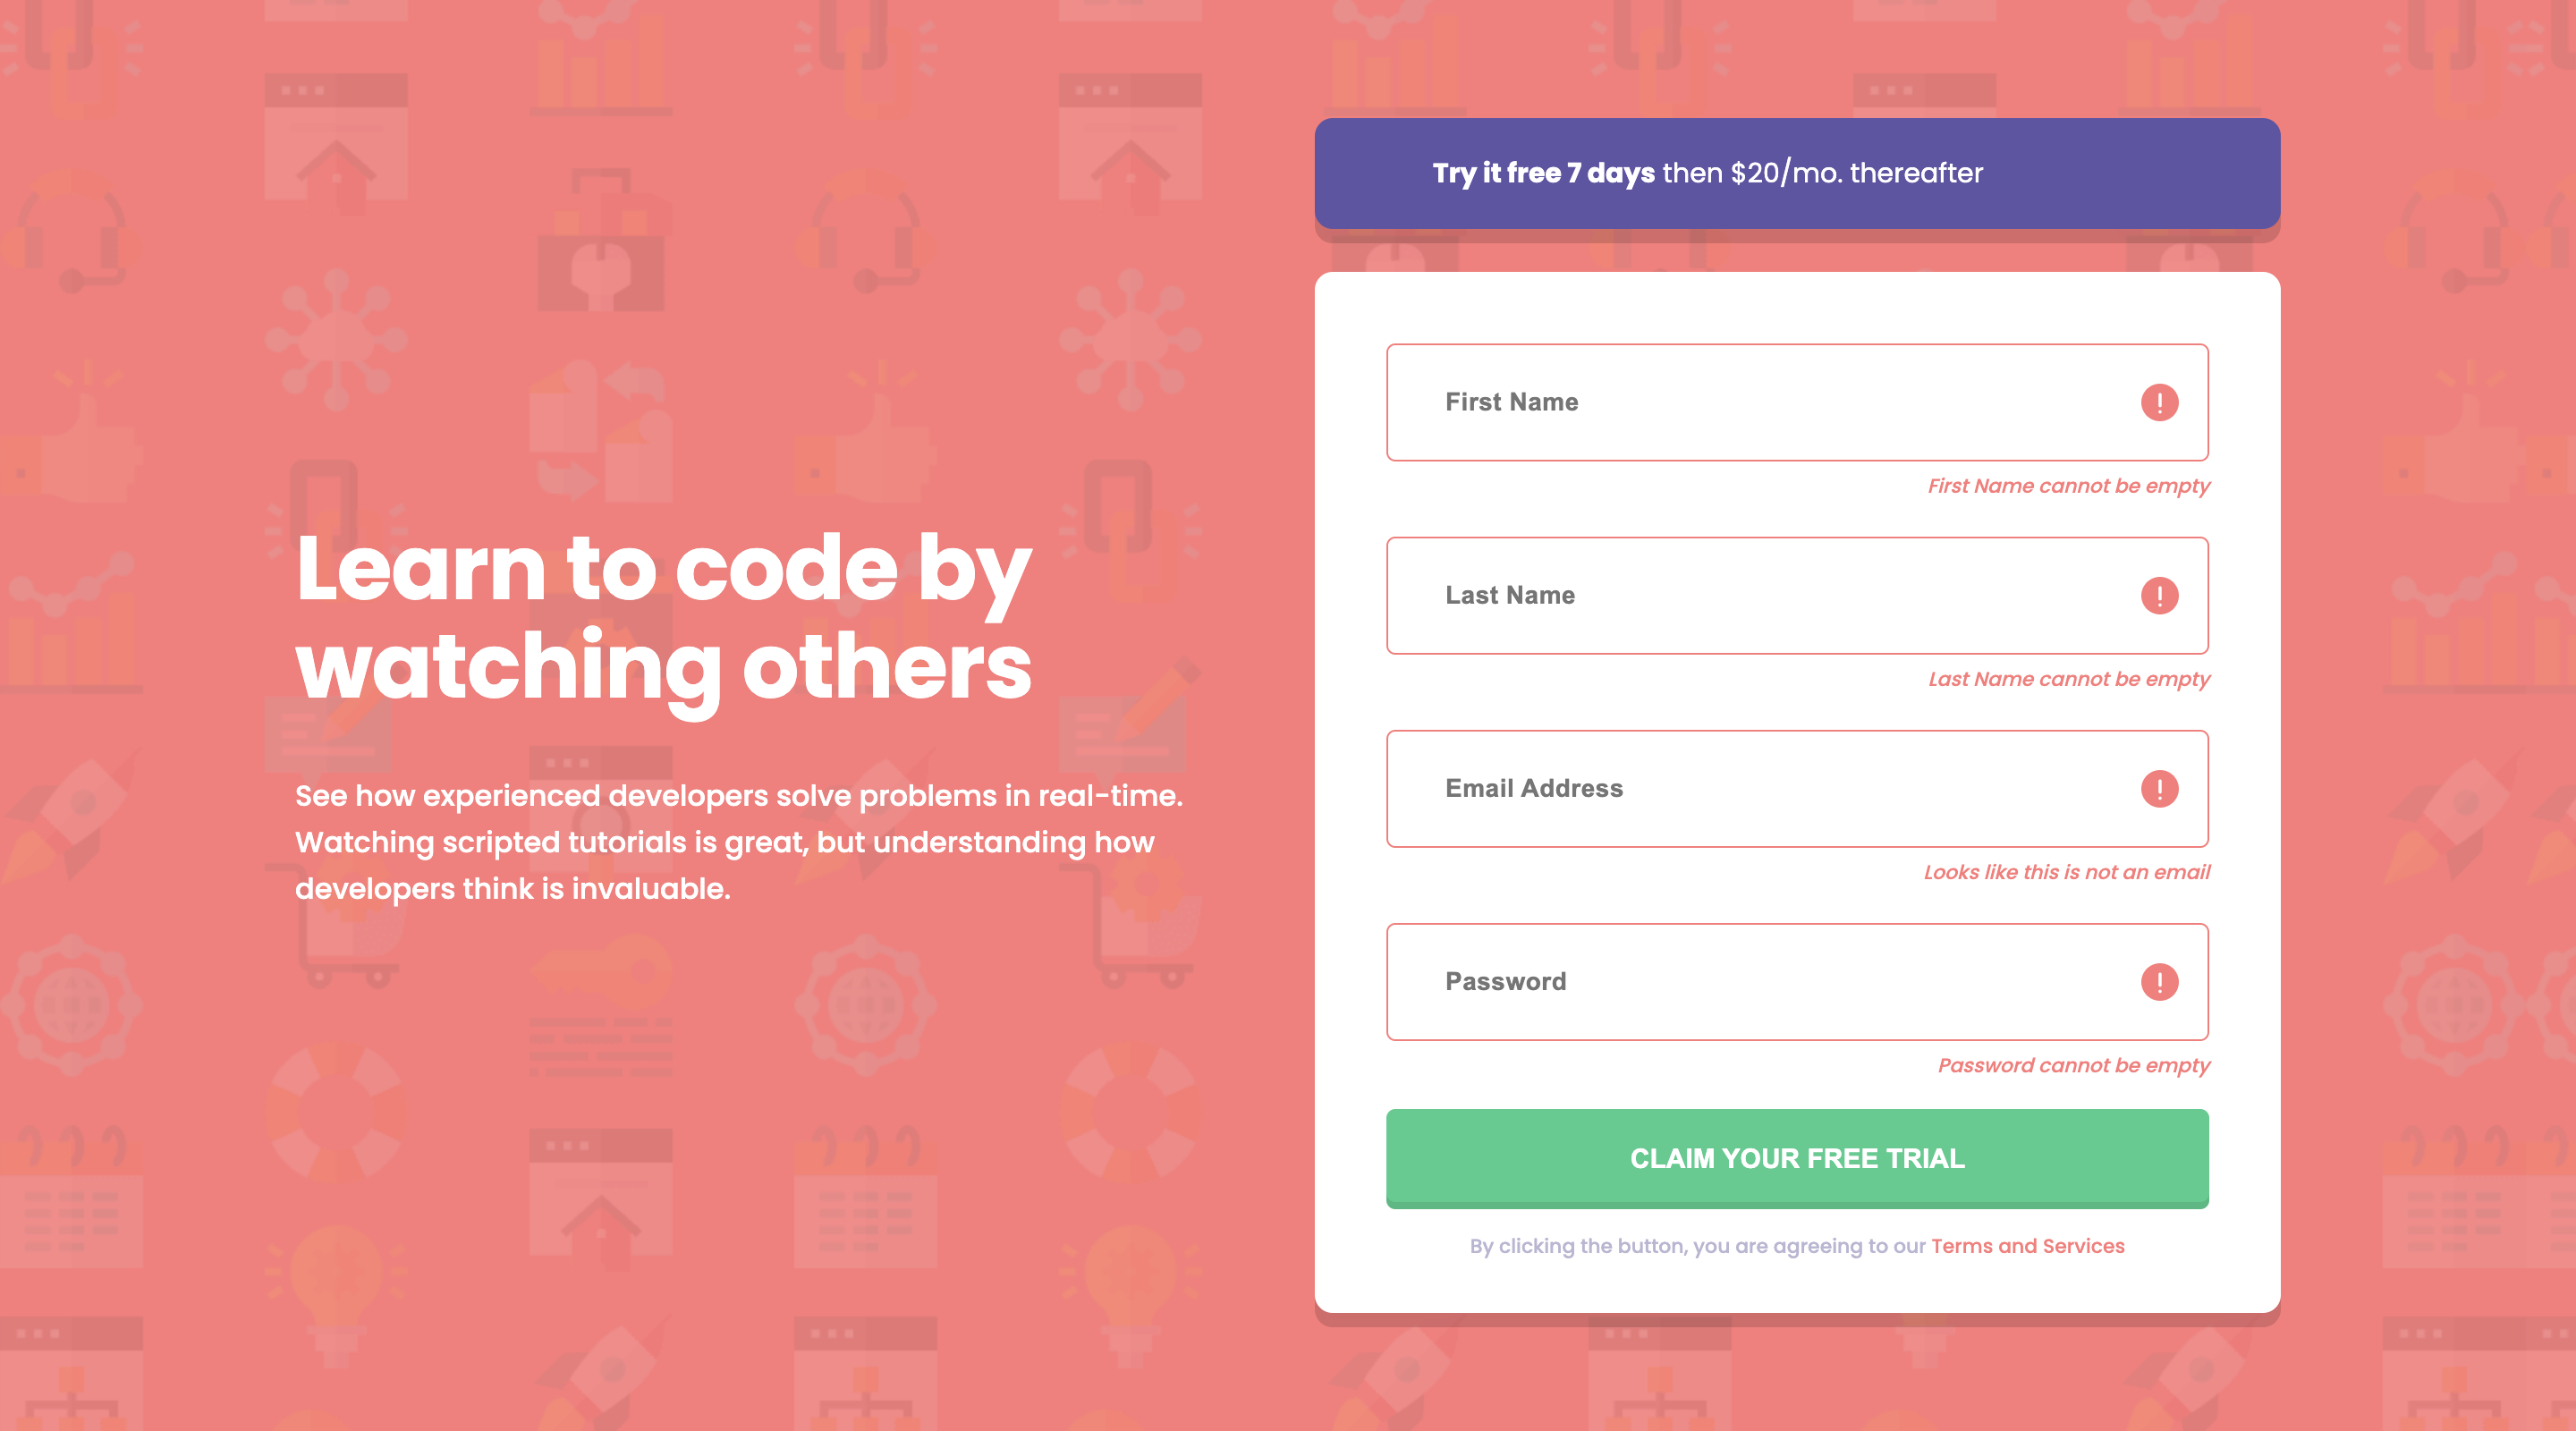 Learn to code by
watching others
See how experienced developers solve problems in real-time.
Watching scripted tutorials is great, but understanding how
developers think is invaluable.
Try it free 7 days then $20/mo. thereafter
First Name
!
First Name cannot be empty
Last Name
!
Last Name cannot be empty
Email Address
!
Looks like this is not an email
Password
!
Password cannot be empty
CLAIM YOUR FREE TRIAL
By clicking the button, you are agreeing to our Terms and Services